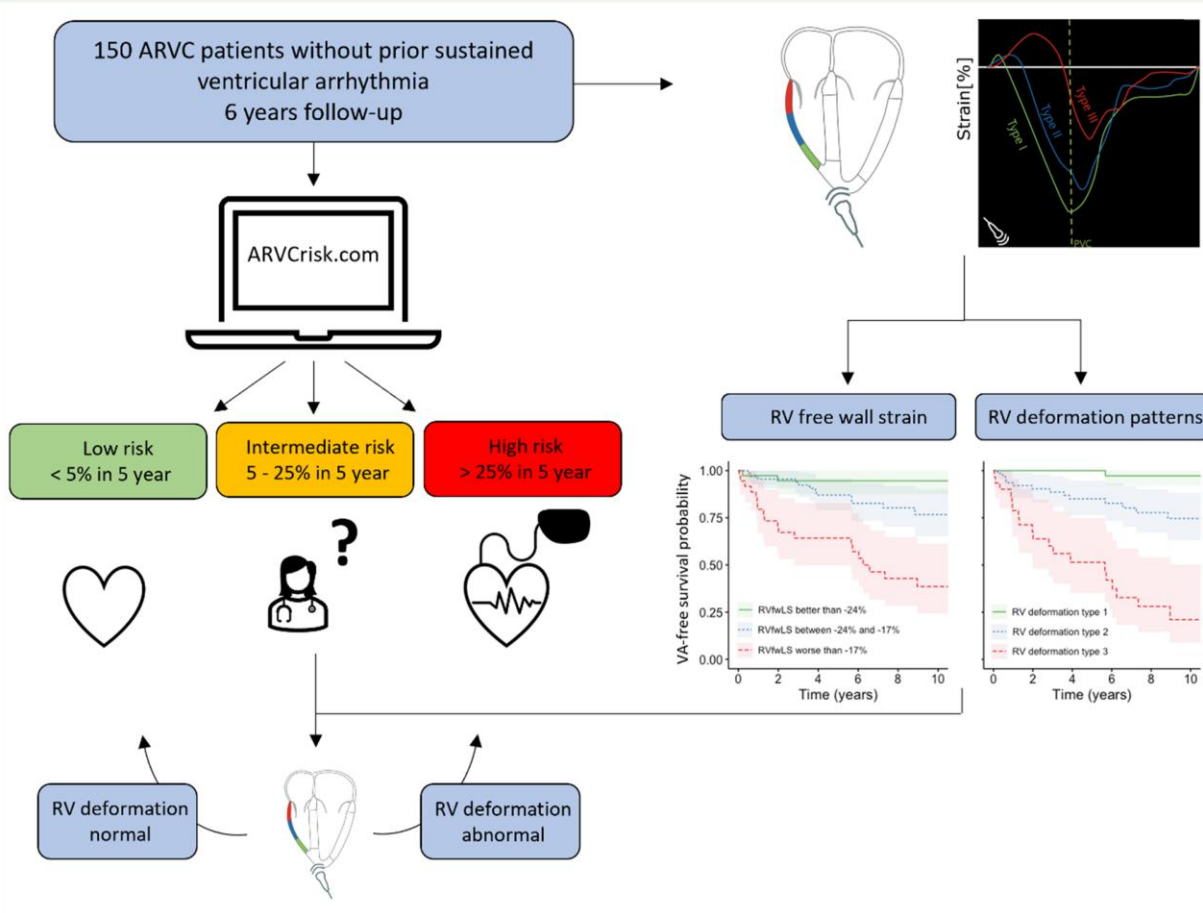 150 ARVC patients without prior sustained
ventricular arrhythmia
6 years follow-up
Strain[%]
Type I
Type II
Type III
PVC
ARVCrisk.com
Low risk
< 5% in 5 year
Intermediate risk
5 - 25% in 5 year
High risk
> 25% in 5 year
?
RV free wall strain
RV deformation patterns
VA-free survival probability
1.00
0.75
0.50
0.25
0.00
RVfwLS better than -24%
RVfwLS between -24% and -17%
RVfwLS worse than -17%
0 2 4 6 8 10
Time (years)
RV deformation type 1
RV deformation type 2
RV deformation type 3
0 2 4 6 8 10
Time (years)
RV deformation
normal
RV deformation
abnormal